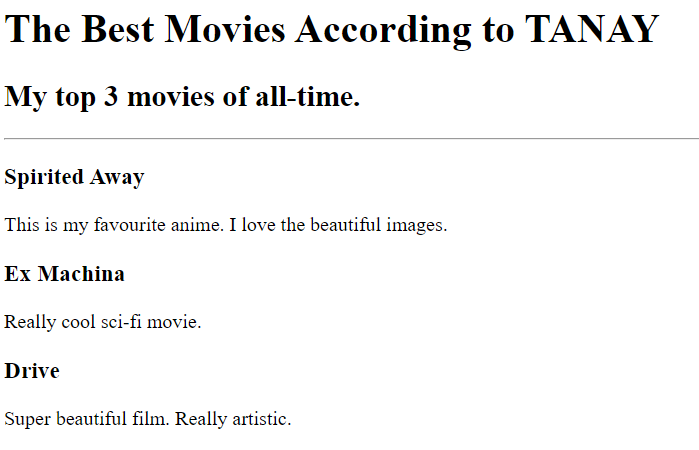 The Best Movies According to TANAY
My top 3 movies of all-time.
Spirited Away
This is my favourite anime. I love the beautiful images.
Ex Machina
Really cool sci-fi movie.
Drive
Super beautiful film. Really artistic.